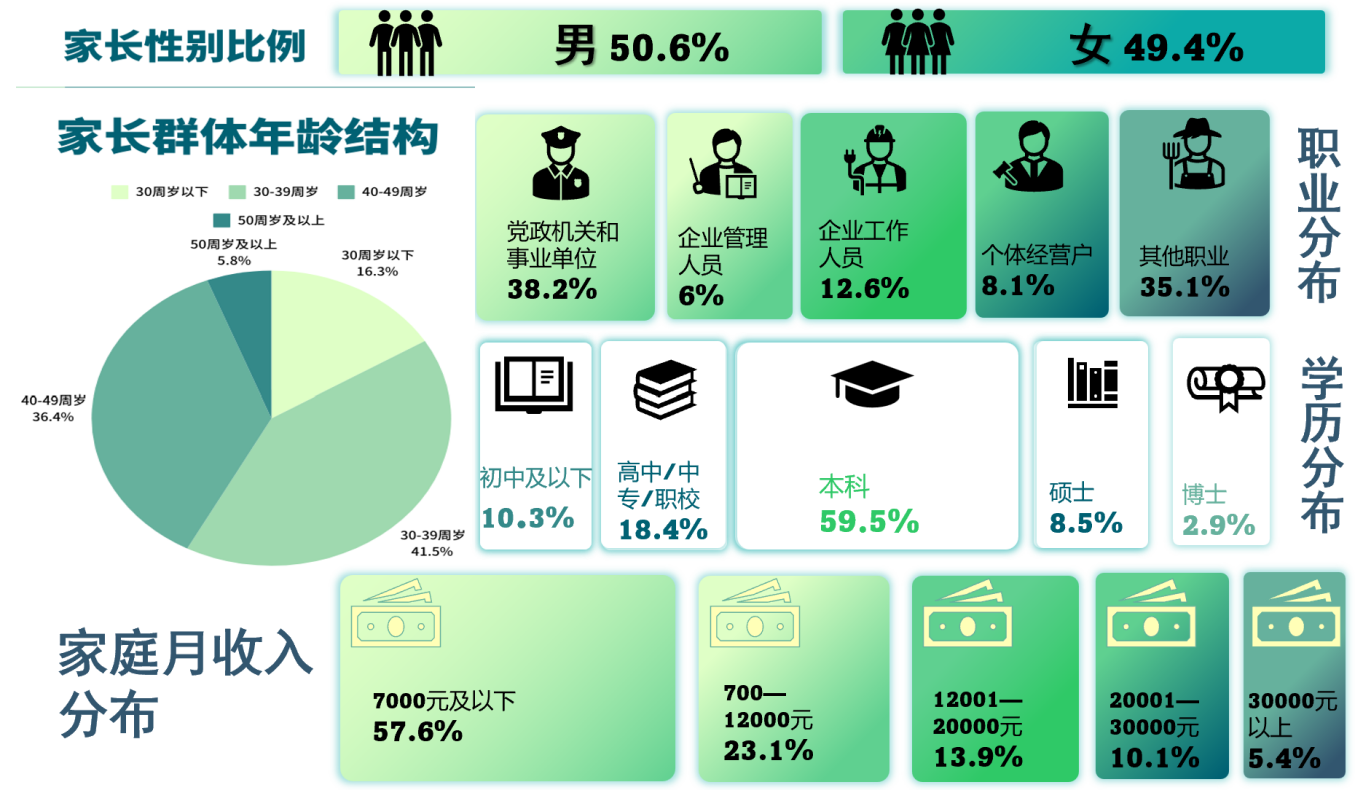 家长性别比例
男 50.6%
女 49.4%
家长群体年龄结构
30周岁以下
30-39周岁
40-49周岁
50周岁及以上
50周岁及以上
5.8%
30周岁以下
16.3%
40-49周岁
36.4%
30-39周岁
41.5%
职业分布
党政机关和
事业单位
38.2%
企业管理
人员
6%
企业工作
人员
12.6%
个体经营户
8.1%
其他职业
35.1%
学历分布
初中及以下
10.3%
高中/中
专/职校
18.4%
本科
59.5%
硕士
8.5%
博士
2.9%
家庭月收入
分布
7000元及以下
57.6%
700—
12000元
23.1%
12001—
20000元
13.9%
20001—
30000元
10.1%
30000元
以上
5.4%